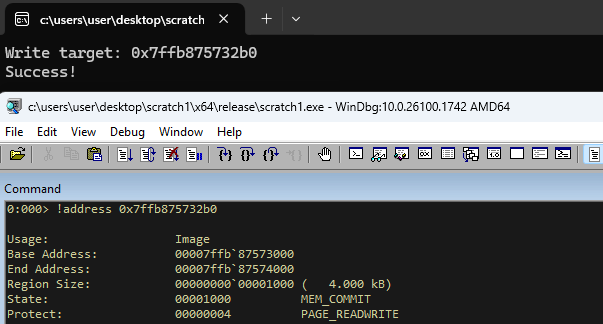 c:\users\user\desktop\scratch
Write target: 0x7ffb875732b0
Success!
c:\users\user\desktop\scratch1\x64\release\scratch1.exe - WinDbg:10.0.26100.1742 AMD64
File Edit View Debug Window Help
Command
0:000> !address 0x7ffb875732b0
Usage: Image
Base Address: 00007ffb`87573000
End Address: 00007ffb`87574000
Region Size: 00000000`00001000 ( 4.000 kB)
State: 00001000 MEM_COMMIT
Protect: 00000004 PAGE_READWRITE